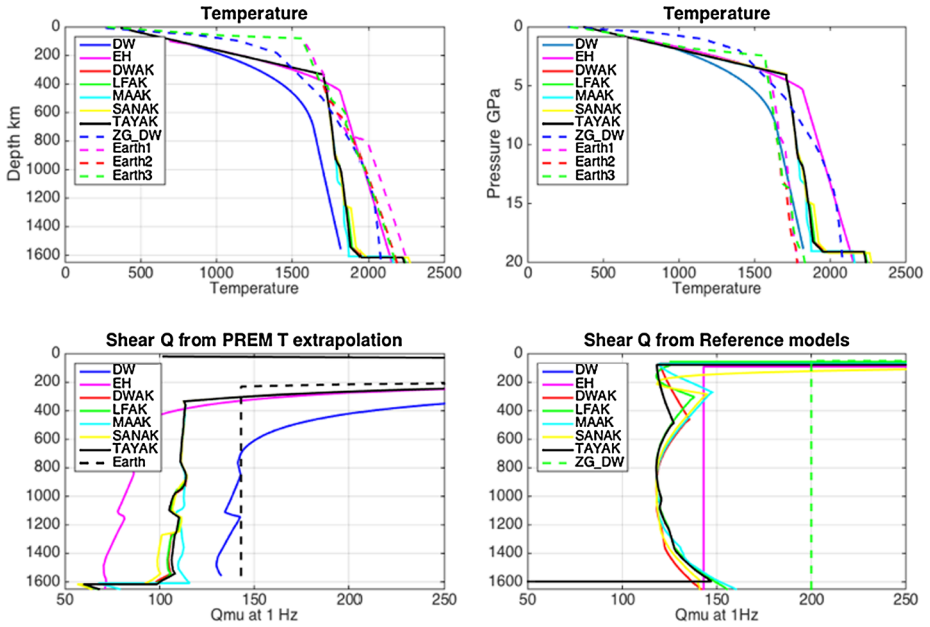 Temperature
Depth km
0
200
400
600
800
1000
1200
1400
1600
DW
EH
DWAK
LFAK
MAAK
SANAK
TAYAK
ZG_DW
Earth1
Earth2
Earth3
0 500 1000 1500 2000 2500
Temperature
Temperature
Pressure GPa
0
5
10
15
20
DW
EH
DWAK
LFAK
MAAK
SANAK
TAYAK
ZG_DW
Earth1
Earth2
Earth3
0 500 1000 1500 2000 2500
Temperature
Shear Q from PREM T extrapolation
0
200
400
600
800
1000
1200
1400
1600
DW
EH
DWAK
LFAK
MAAK
SANAK
TAYAK
Earth
50 100 150 200 250
Qmu at 1 Hz
Shear Q from Reference models
0
200
400
600
800
1000
1200
1400
1600
DW
EH
DWAK
LFAK
MAAK
SANAK
TAYAK
ZG_DW
50 100 150 200 250
Qmu at 1Hz